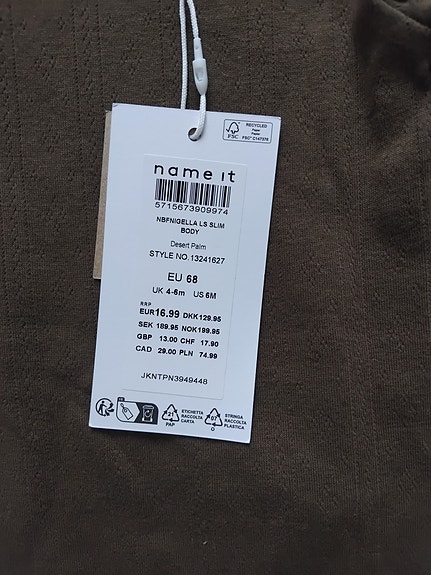 RECYCLED
Paper
Paper
FSC
FSC® C147375
name it
5715673909974
NBFNIGELLA LS SLIM
BODY
Desert Palm
STYLE NO.13241627
EU 68
UK 4-6m US 6M
RRP
EUR16.99 DKK129.95
SEK 189.95 NOK199.95
GBP 13.00 CHF 17.90
CAD 29.00 PLN 74.99
JKNTPN3949448
21
PAP
ETICHETTA
RACCOLTA
CARTA
07
O
STRINGA
RACCOLTA
PLASTICA